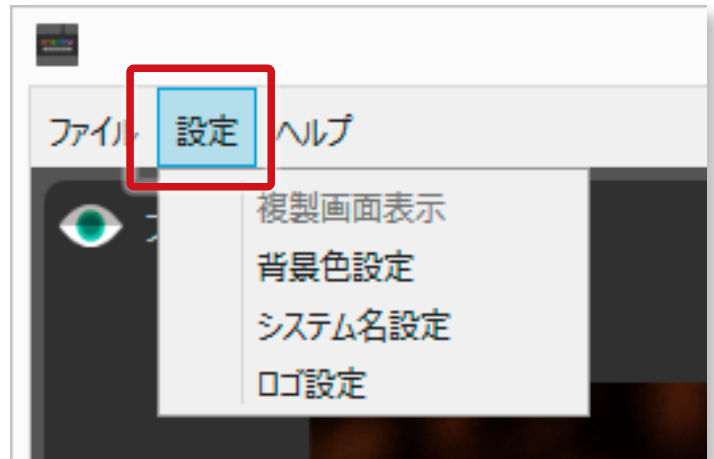 ファイル 設定 ヘルプ
複製画面表示
背景色設定
システム名設定
ロゴ設定